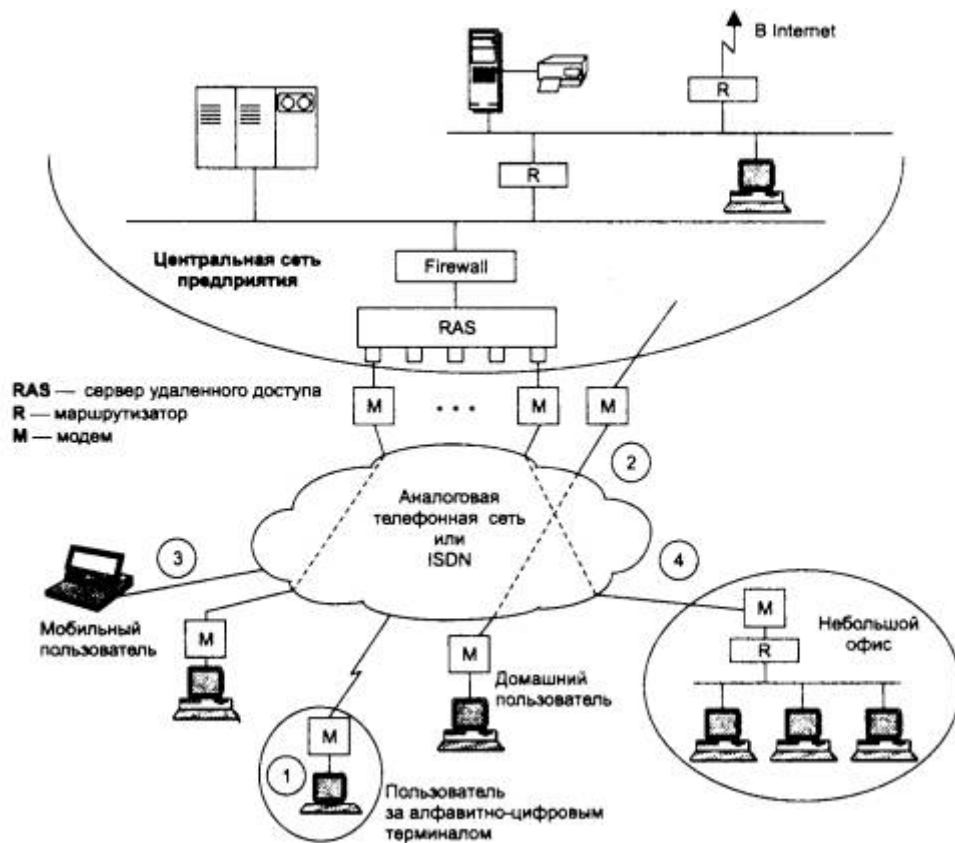 В Internet
R
R
Центральная сеть
предприятия
Firewall
RAS
RAS — сервер удаленного доступа
R — маршрутизатор
М — модем
М
. . .
М
М
2
Аналоговая
телефонная сеть
или
ISDN
3
4
Мобильный
пользователь
М
М
Домашний
пользователь
М
R
Небольшой
офис
М
1
Пользователь
за алфавитно-цифровым
терминалом